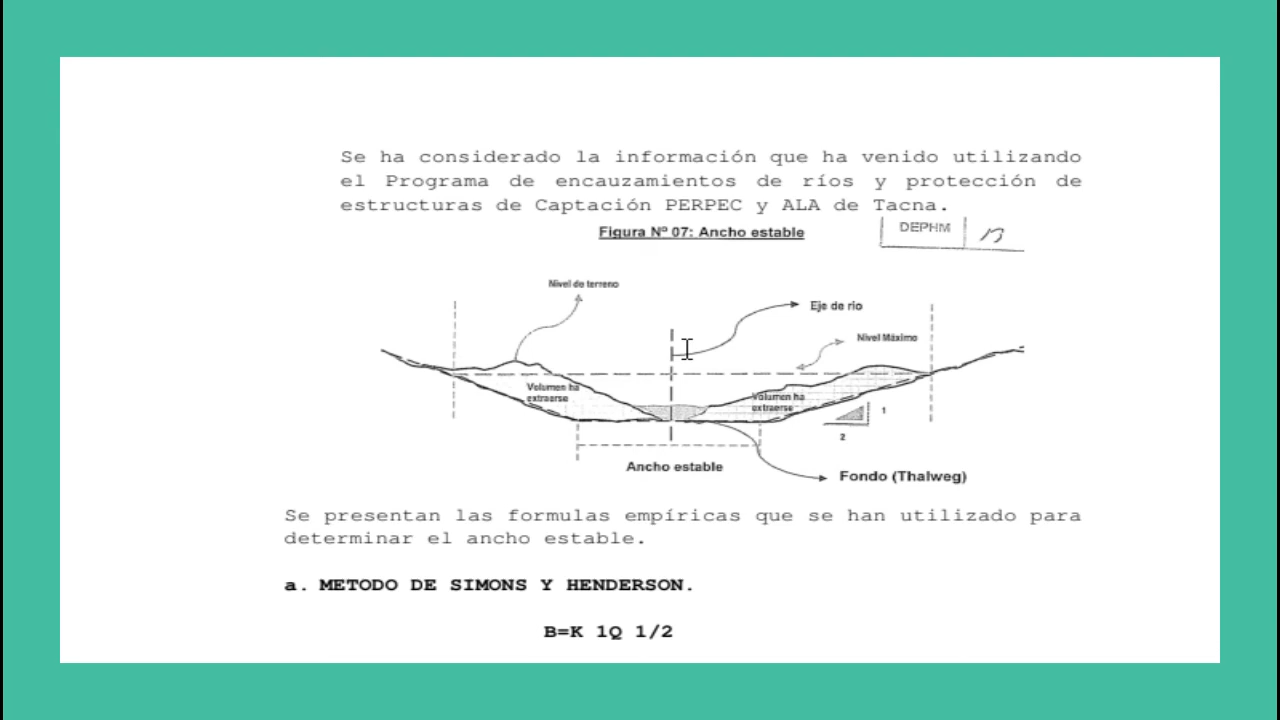 Se ha considerado la información que ha venido utilizando
el Programa de encauzamientos de ríos y protección de
estructuras de Captación PERPEC y ALA de Tacna.
Figura Nº 07: Ancho estable
DEPHM
Nivel de terreno
Eje de río
Nivel Máximo
Volumen ha
extraerse
Volumen ha
extraerse
1
2
Ancho estable
Fondo (Thalweg)
Se presentan las formulas empíricas que se han utilizado para
determinar el ancho estable.
a. METODO DE SIMONS Y HENDERSON.
B=K 1Q 1/2